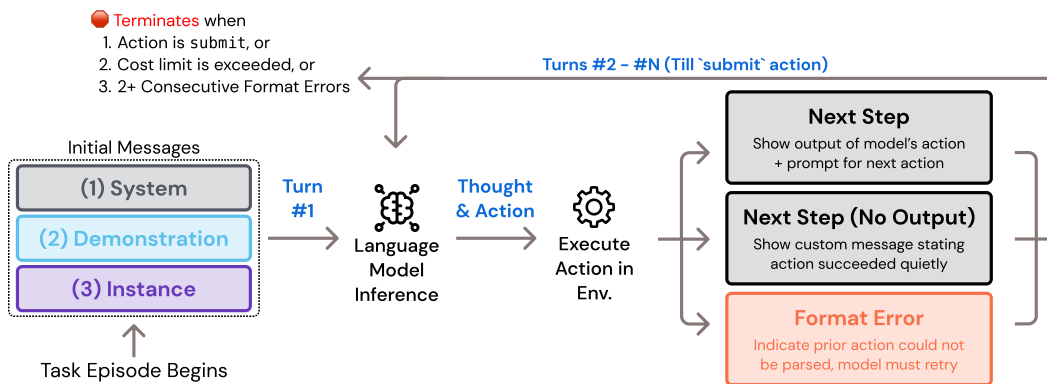 Terminates when
1. Action is submit, or
2. Cost limit is exceeded, or
3. 2+ Consecutive Format Errors
Turns #2 - #N (Till `submit` action)
Initial Messages
(1) System
(2) Demonstration
(3) Instance
Task Episode Begins
Turn
#1
Language
Model
Inference
Thought
& Action
Execute
Action in
Env.
Next Step
Show output of model's action
+ prompt for next action
Next Step (No Output)
Show custom message stating
action succeeded quietly
Format Error
Indicate prior action could not
be parsed, model must retry